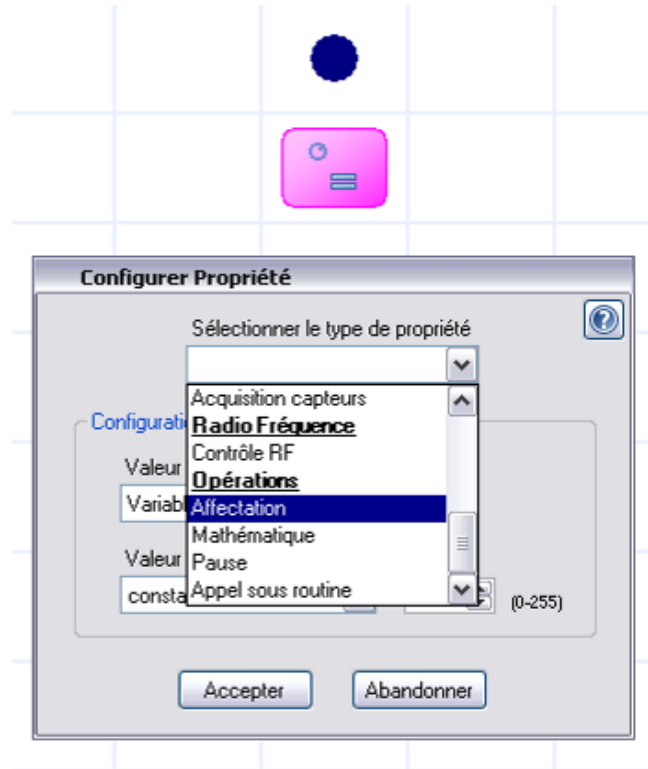 Configurer Propriété
Sélectionner le type de propriété
Acquisition capteurs
Configurati
Radio Fréquence
Contrôle RF
Valeur
Opérations
Variabl
Affectation
Mathématique
Valeur
Pause
consta
Appel sous routine
(0-255)
Accepter
Abandonner